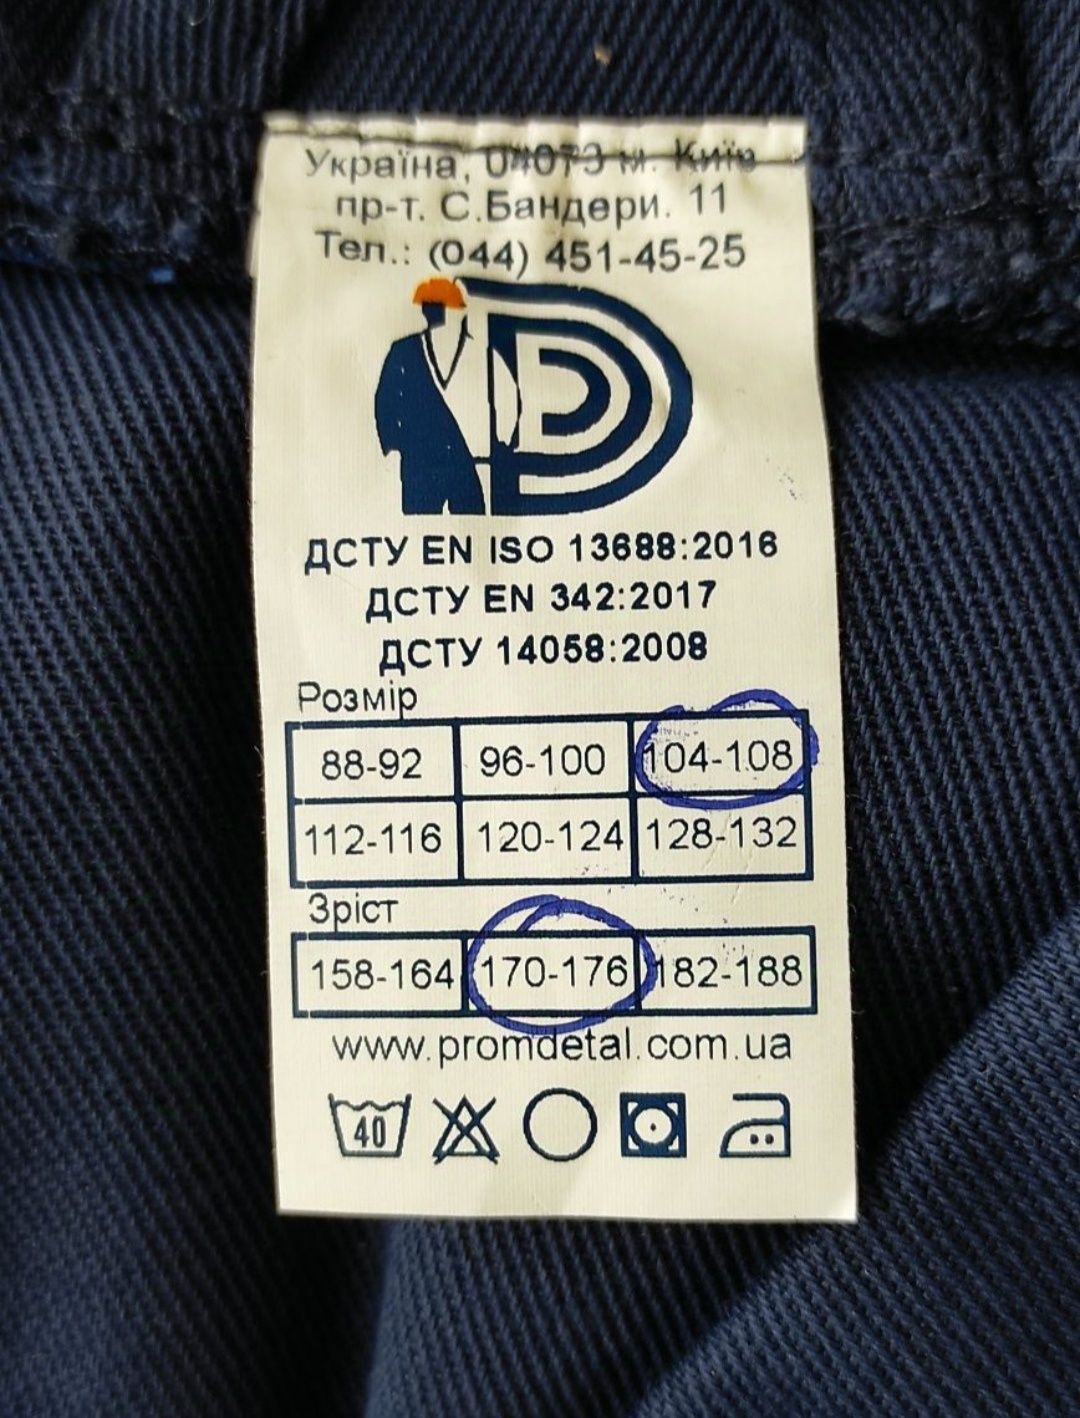 Україна, 04073 м. Київ
пр-т. С.Бандери. 11
Тел.: (044) 451-45-25
ДСТУ EN ISO 13688:2016
ДСТУ EN 342:2017
ДСТУ 14058:2008
Розмір
88-92 96-100 104-108
112-116 120-124 128-132
Зріст
158-164 170-176 182-188
www.promdetal.com.ua
40